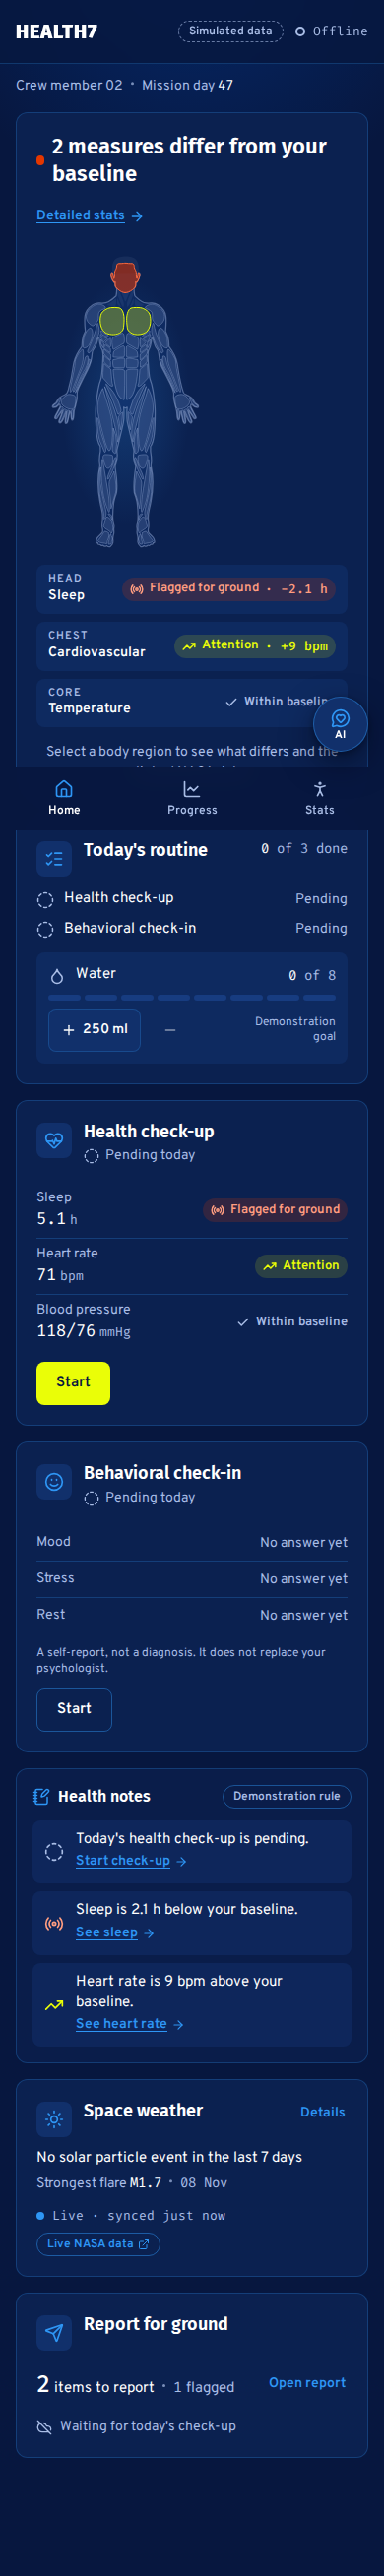 HEALTH7
Simulated data
Offline
Crew member 02 · Mission day 47
2 measures differ from your
baseline
Detailed stats →
HEAD
Sleep
Flagged for ground · -2.1 h
CHEST
Cardiovascular
Attention · +9 bpm
CORE
Temperature
Within baseline
AI
Select a body region to see what differs and the
Home
Progress
Stats
Today's routine
0 of 3 done
Health check-up
Pending
Behavioral check-in
Pending
Water
0 of 8
+ 250 ml
—
Demonstration
goal
Health check-up
Pending today
Sleep
5.1 h
Flagged for ground
Heart rate
71 bpm
Attention
Blood pressure
118/76 mmHg
Within baseline
Start
Behavioral check-in
Pending today
Mood
No answer yet
Stress
No answer yet
Rest
No answer yet
A self-report, not a diagnosis. It does not replace your
psychologist.
Start
Health notes
Demonstration rule
Today's health check-up is pending.
Start check-up →
Sleep is 2.1 h below your baseline.
See sleep →
Heart rate is 9 bpm above your
baseline.
See heart rate →
Space weather
Details
No solar particle event in the last 7 days
Strongest flare M1.7 · 08 Nov
Live · synced just now
Live NASA data
Report for ground
2 items to report · 1 flagged
Open report
Waiting for today's check-up